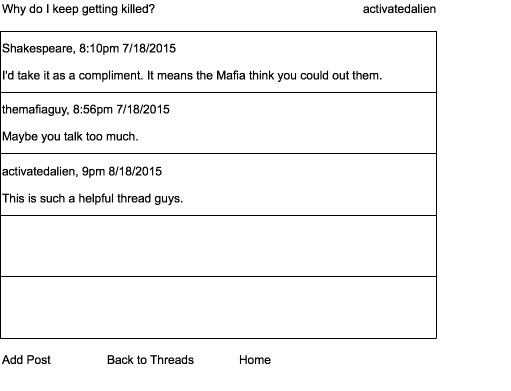 Why do I keep getting killed? activatedalien
Shakespeare, 8:10pm 7/18/2015
I'd take it as a compliment. It means the Mafia think you could out them.
themafiaguy, 8:56pm 7/18/2015
Maybe you talk too much.
activatedalien, 9pm 8/18/2015
This is such a helpful thread guys.
Add Post Back to Threads Home